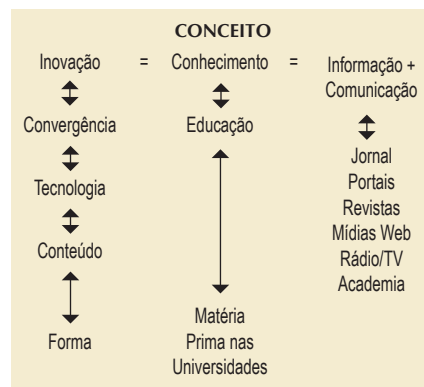 CONCEITO
Inovação = Conhecimento = Informação +
Comunicação
Convergência
Tecnologia
Conteúdo
Forma
Educação
Matéria
Prima nas
Universidades
Jornal
Portais
Revistas
Mídias Web
Rádio/TV
Academia